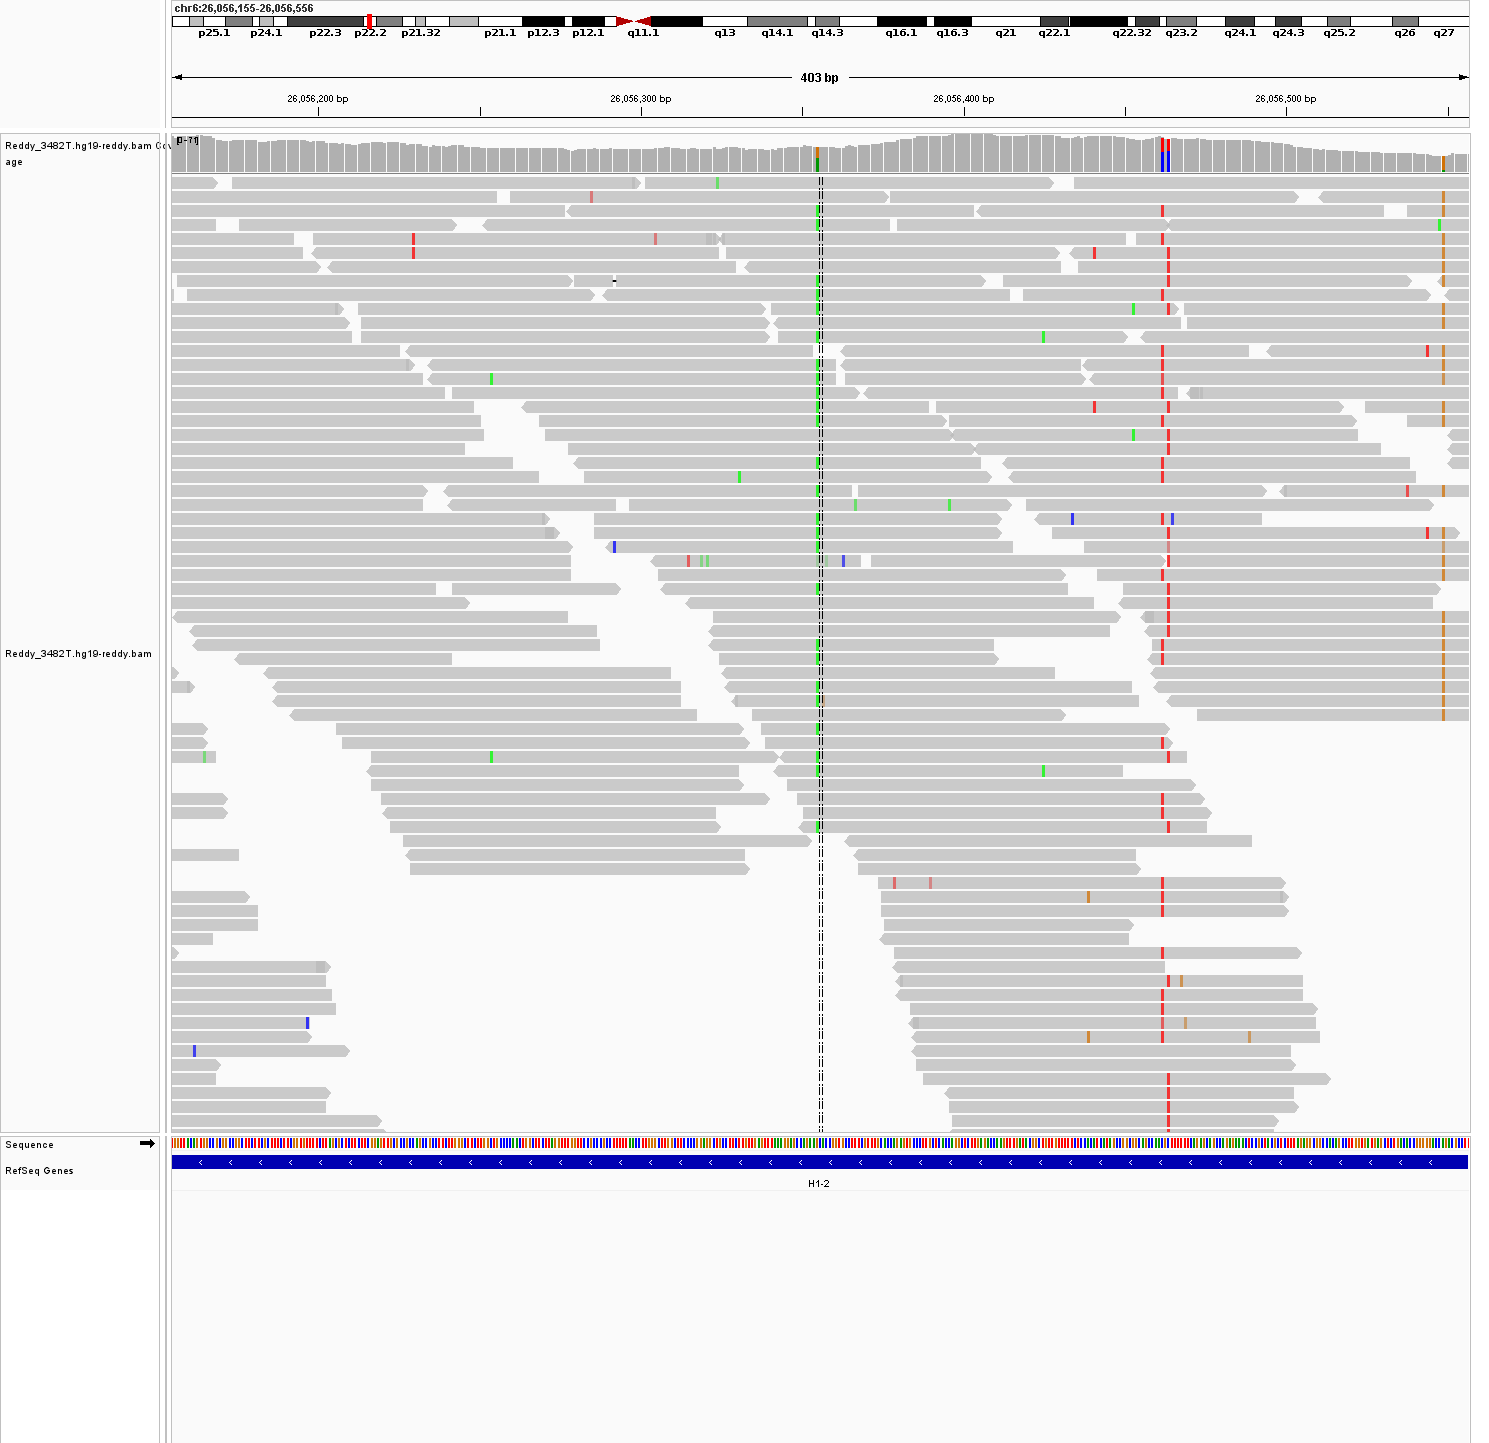 chr6:26,056,155-26,056,556
p25.1 p24.1 p22.3 p22.2 p21.32 p21.1 p12.3 p12.1 q11.1 q13 q14.1 q14.3 q16.1 q16.3 q21 q22.1 q22.32 q23.2 q24.1 q24.3 q25.2 q26 q27
403 bp
26,056,200 bp 26,056,300 bp 26,056,400 bp 26,056,500 bp
Reddy_3482T.hg19-reddy.bam Cov
age
[0-71]
Reddy_3482T.hg19-reddy.bam
Sequence
RefSeq Genes
H1-2